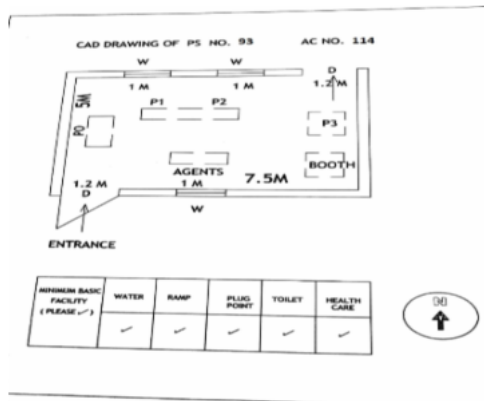 CAD DRAWING OF PS NO. 93 AC NO. 114
W W
D
1 M 1 M 1.2 M
5M
P1 P2
PO
P3
AGENTS
BOOTH
1.2 M 1 M 7.5M
D
W
ENTRANCE
MINIMUM BASIC
FACILITY
( PLEASE ✓ )
WATER
RAMP
PLUG
POINT
TOILET
HEALTH
CARE
✓ ✓ ✓ ✓ ✓
N